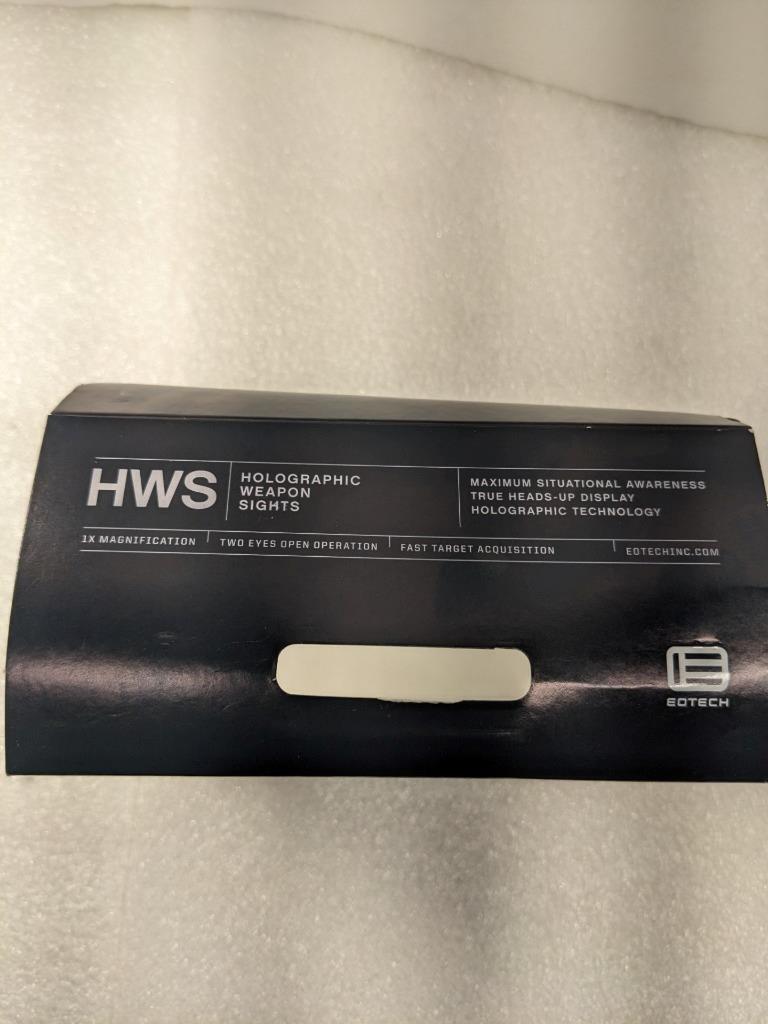 HWS
HOLOGRAPHIC
WEAPON
SIGHTS
MAXIMUM SITUATIONAL AWARENESS
TRUE HEADS-UP DISPLAY
HOLOGRAPHIC TECHNOLOGY
1X MAGNIFICATION
TWO EYES OPEN OPERATION
FAST TARGET ACQUISITION
EOTECHINC.COM
EOTECH